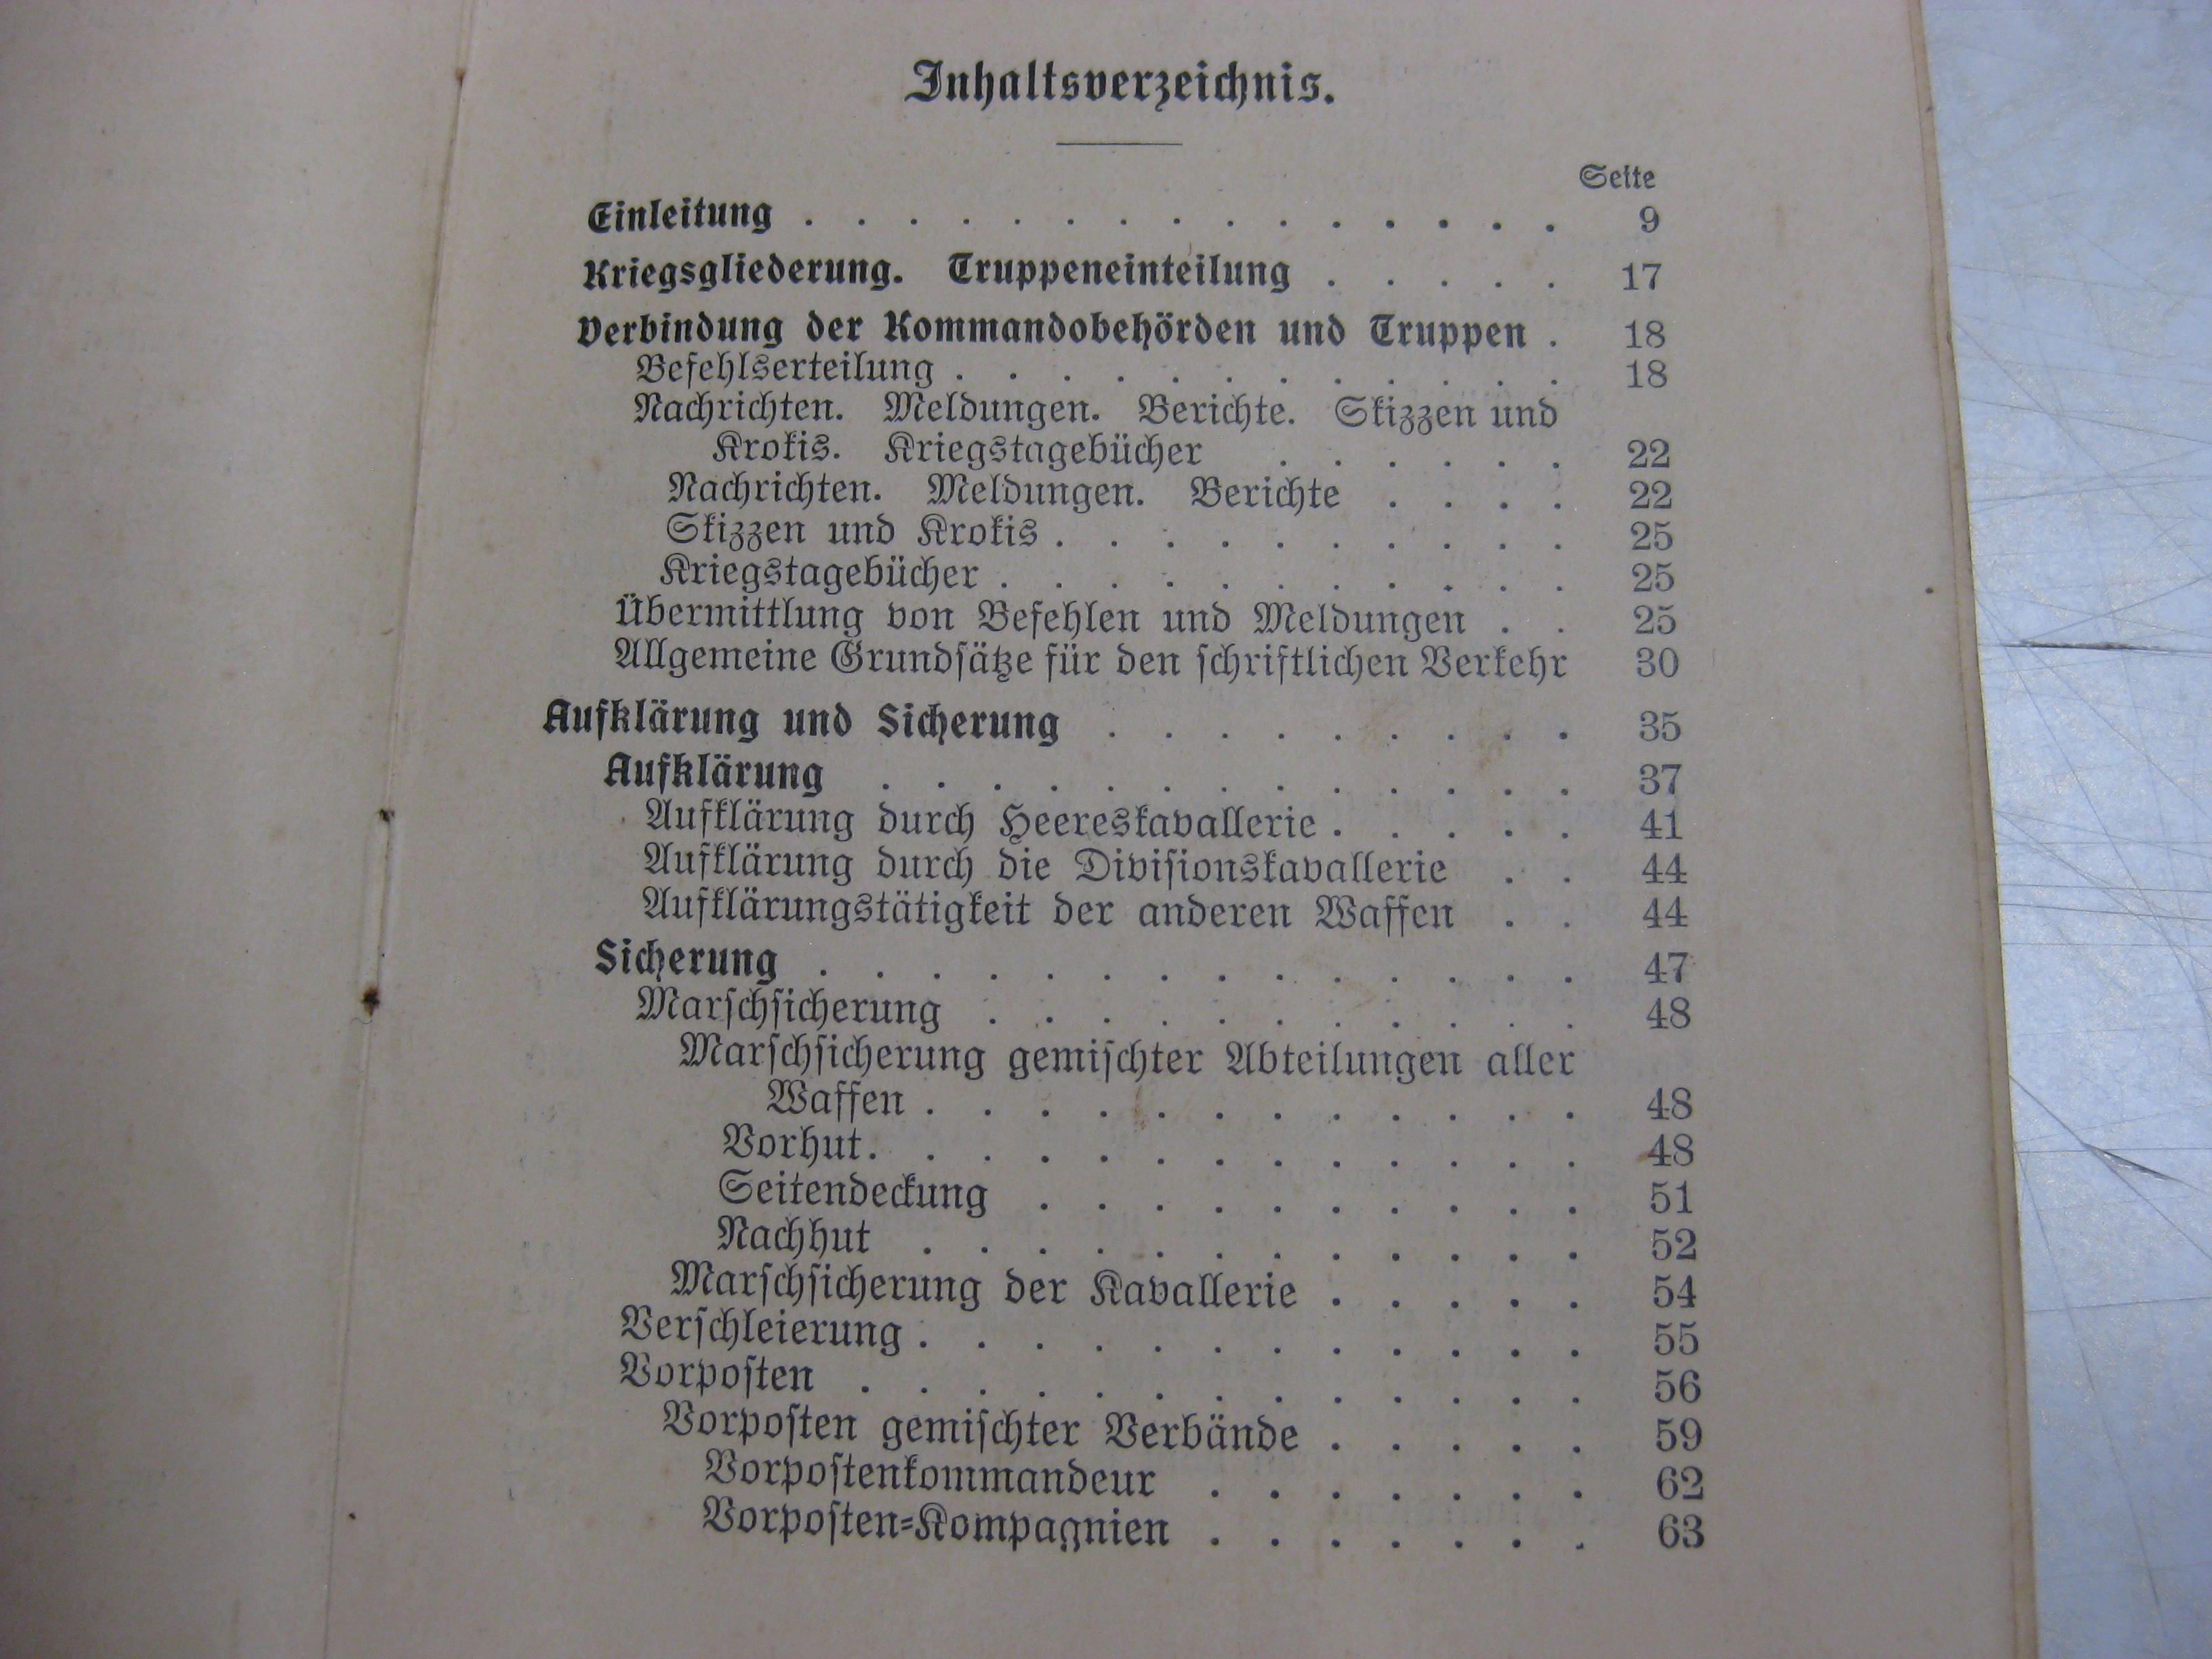 Inhaltsverzeichnis.
Seite
Einleitung . . . . . . . . . . . . . . . 9
Kriegsgliederung. Truppeneinteilung . . . . . 17
Verbindung der Kommandobehörden und Truppen . 18
Befehlserteilung . . . . . . . . . . . . 18
Nachrichten. Meldungen. Berichte. Skizzen und
Krokis. Kriegstagebücher . . . . . . 22
Nachrichten. Meldungen. Berichte . . . . 22
Skizzen und Krokis . . . . . . . . . . 25
Kriegstagebücher . . . . . . . . . . . 25
Übermittlung von Befehlen und Meldungen . . 25
Allgemeine Grundsätze für den ſchriftlichen Verkehr 30
Aufklärung und Sicherung . . . . . . . . . 35
Aufklärung . . . . . . . . . . . . . 37
Aufklärung durch Heereskavallerie . . . . . 41
Aufklärung durch die Diviſionskavallerie . . 44
Aufklärungstätigkeit der anderen Waffen . . 44
Sicherung . . . . . . . . . . . . . . 47
Marſchſicherung . . . . . . . . . . . 48
Marſchſicherung gemiſchter Abteilungen aller
Waffen . . . . . . . . . . . . 48
Vorhut . . . . . . . . . . . . . 48
Seitendeckung . . . . . . . . . . 51
Nachhut . . . . . . . . . . . . 52
Marſchſicherung der Kavallerie . . . . . 54
Verſchleierung . . . . . . . . . . . . 55
Vorpoſten . . . . . . . . . . . . . 56
Vorpoſten gemiſchter Verbände . . . . . 59
Vorpoſtenkommandeur . . . . . . . 62
Vorpoſten-Kompagnien . . . . . . . 63